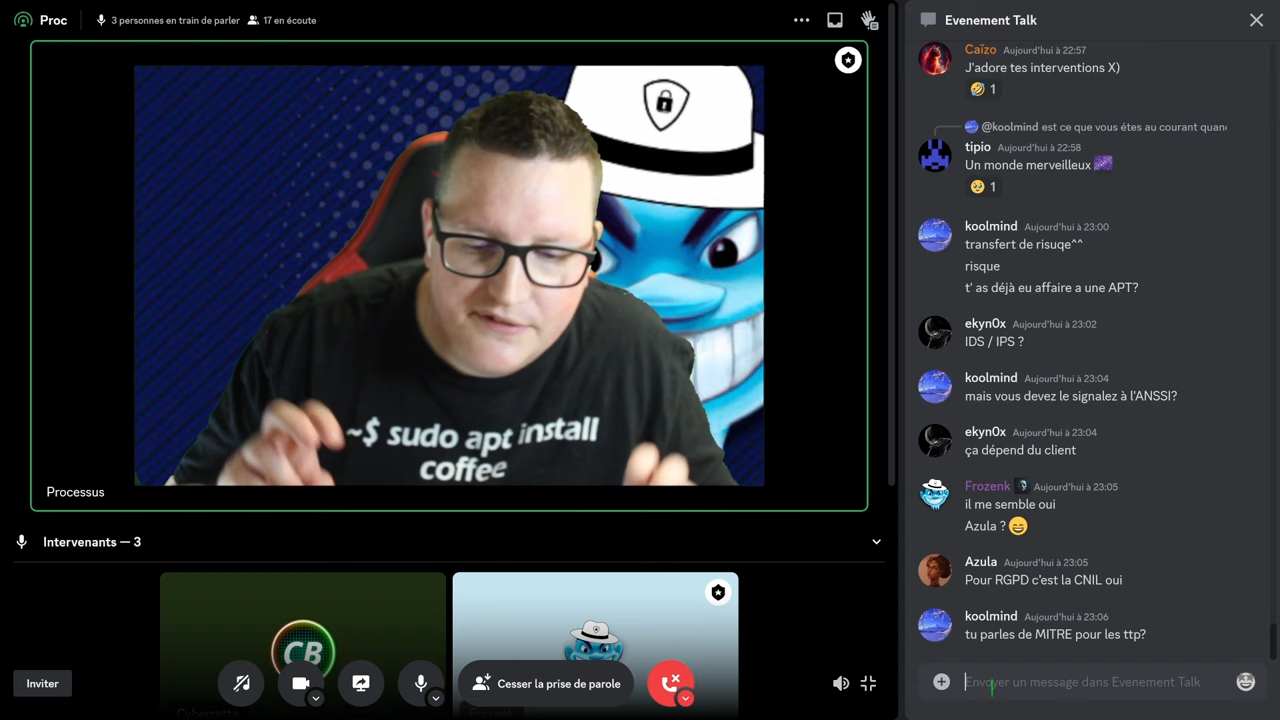 Proc
3 personnes en train de parler
17 en écoute
Evenement Talk
Caïzo Aujourd'hui à 22:57
J'adore tes interventions X)
1
@koolmind est ce que vous étes au courant quan
tipio Aujourd'hui à 22:58
Un monde merveilleux
1
koolmind Aujourd'hui à 23:00
transfert de risuqe^^
risque
t' as déjà eu affaire a une APT?
ekyn0x Aujourd'hui à 23:02
IDS / IPS ?
koolmind Aujourd'hui à 23:04
mais vous devez le signalez à l'ANSSI?
ekyn0x Aujourd'hui à 23:04
ça dépend du client
Frozenk Aujourd'hui à 23:05
il me semble oui
Azula ?
Azula Aujourd'hui à 23:05
Pour RGPD c'est la CNIL oui
koolmind Aujourd'hui à 23:06
tu parles de MITRE pour les ttp?
Envoyer un message dans Evenement Talk
~$ sudo apt install
coffee
Processus
Intervenants — 3
CB
Inviter
Cesser la prise de parole